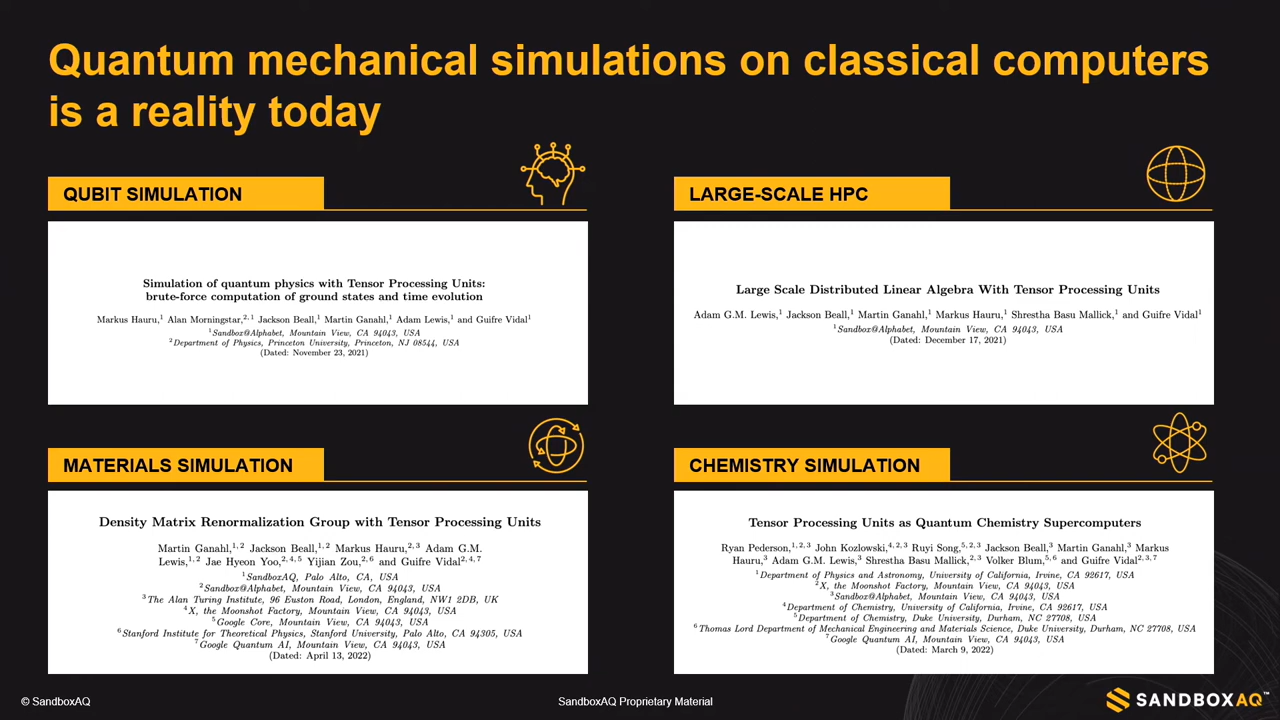 Quantum mechanical simulations on classical computers
is a reality today
QUBIT SIMULATION
Simulation of quantum physics with Tensor Processing Units:
brute-force computation of ground states and time evolution
Markus Hauru,¹ Alan Morningstar,²,¹ Jackson Beall,¹ Martin Ganahl,¹ Adam Lewis,¹ and Guifre Vidal¹
¹Sandbox@Alphabet, Mountain View, CA 94043, USA
²Department of Physics, Princeton University, Princeton, NJ 08544, USA
(Dated: November 23, 2021)
LARGE-SCALE HPC
Large Scale Distributed Linear Algebra With Tensor Processing Units
Adam G.M. Lewis,¹ Jackson Beall,¹ Martin Ganahl,¹ Markus Hauru,¹ Shrestha Basu Mallick,¹ and Guifre Vidal¹
¹Sandbox@Alphabet, Mountain View, CA 94043, USA
(Dated: December 17, 2021)
MATERIALS SIMULATION
Density Matrix Renormalization Group with Tensor Processing Units
Martin Ganahl,¹,² Jackson Beall,¹,² Markus Hauru,²,³ Adam G.M.
Lewis,¹,² Jae Hyeon Yoo,²,⁴,⁵ Yijian Zou,²,⁶ and Guifre Vidal²,⁴,⁷
¹SandboxAQ, Palo Alto, CA, USA
²Sandbox@Alphabet, Mountain View, CA 94043, USA
³The Alan Turing Institute, 96 Euston Road, London, England, NW1 2DB, UK
⁴X, the Moonshot Factory, Mountain View, CA 94043, USA
⁵Google Core, Mountain View, CA 94043, USA
⁶Stanford Institute for Theoretical Physics, Stanford University, Palo Alto, CA 94305, USA
⁷Google Quantum AI, Mountain View, CA 94043, USA
(Dated: April 13, 2022)
CHEMISTRY SIMULATION
Tensor Processing Units as Quantum Chemistry Supercomputers
Ryan Pederson,¹,²,³ John Kozlowski,⁴,²,³ Ruyi Song,⁵,²,³ Jackson Beall,³ Martin Ganahl,³ Markus
Hauru,³ Adam G.M. Lewis,³ Shrestha Basu Mallick,²,³ Volker Blum,⁵,⁶ and Guifre Vidal²,³,⁷
¹Department of Physics and Astronomy, University of California, Irvine, CA 92617, USA
²X, the Moonshot Factory, Mountain View, CA 94043, USA
³Sandbox@Alphabet, Mountain View, CA 94043, USA
⁴Department of Chemistry, University of California, Irvine, CA 92617, USA
⁵Department of Chemistry, Duke University, Durham, NC 27708, USA
⁶Thomas Lord Department of Mechanical Engineering and Materials Science, Duke University, Durham, NC 27708, USA
⁷Google Quantum AI, Mountain View, CA 94043, USA
(Dated: March 9, 2022)
© SandboxAQ
SandboxAQ Proprietary Material
SANDBOXAQ™